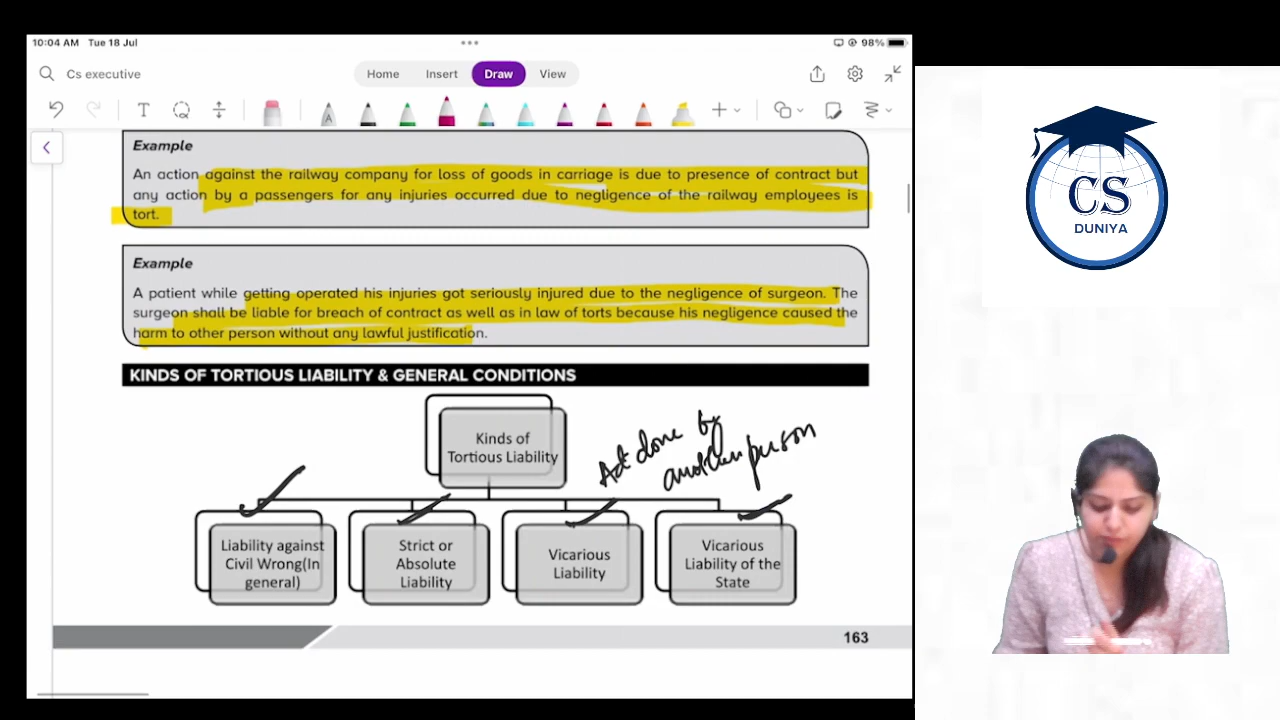 10:04 AM Tue 18 Jul
98%
Cs executive
Home Insert Draw View
Example
An action against the railway company for loss of goods in carriage is due to presence of contract but
any action by a passengers for any injuries occurred due to negligence of the railway employees is
tort.
Example
A patient while getting operated his injuries got seriously injured due to the negligence of surgeon. The
surgeon shall be liable for breach of contract as well as in law of torts because his negligence caused the
harm to other person without any lawful justification.
KINDS OF TORTIOUS LIABILITY & GENERAL CONDITIONS
Kinds of
Tortious Liability
Act done by
another person
Liability against
Civil Wrong(In
general)
Strict or
Absolute
Liability
Vicarious
Liability
Vicarious
Liability of the
State
163
CS
DUNIYA